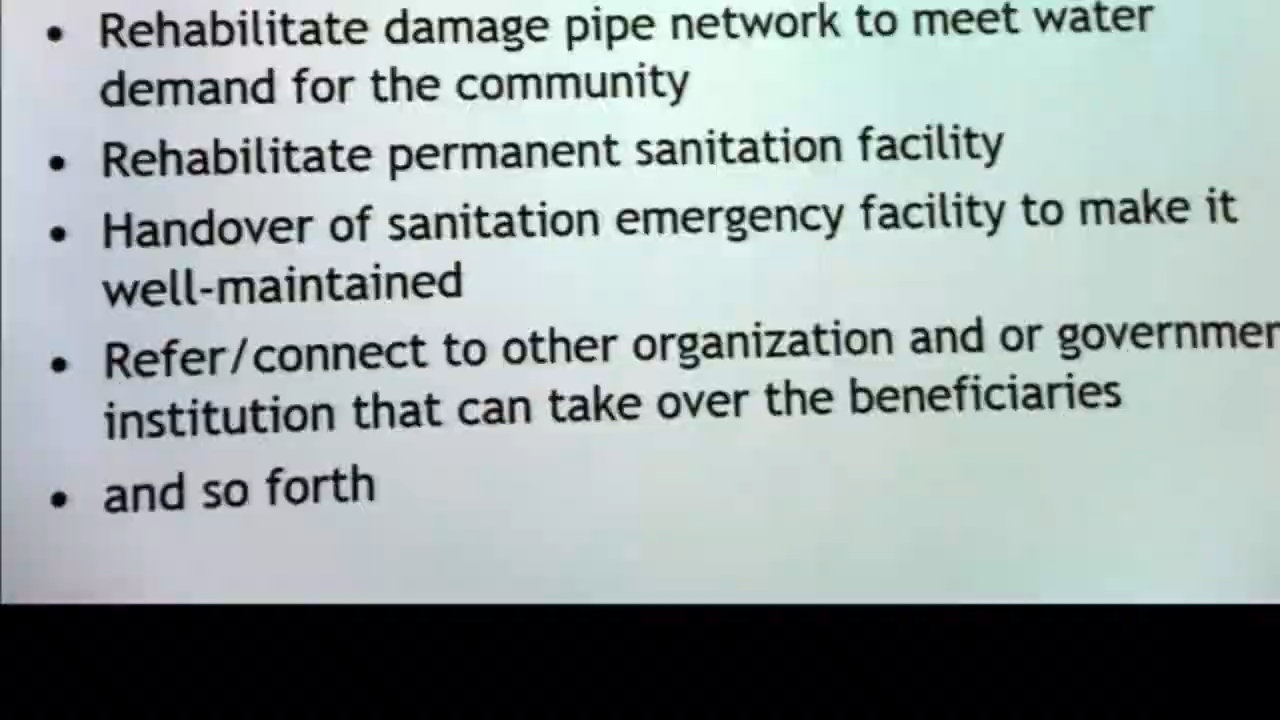 • Rehabilitate damage pipe network to meet water
demand for the community
• Rehabilitate permanent sanitation facility
• Handover of sanitation emergency facility to make it
well-maintained
• Refer/connect to other organization and or governmen
institution that can take over the beneficiaries
• and so forth